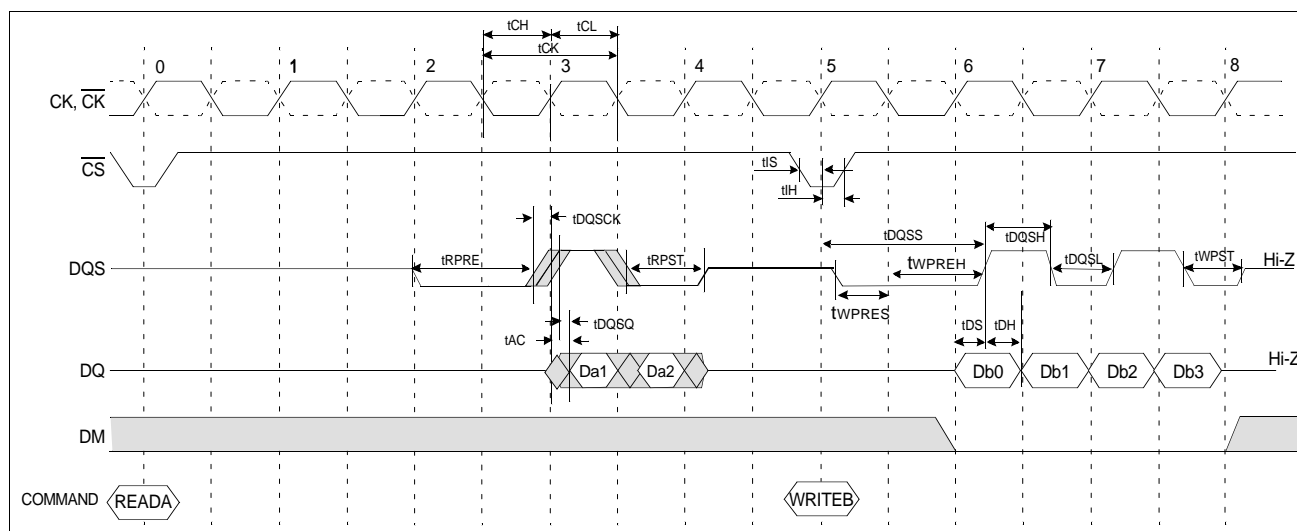 tCH tCL
tCK
0 1 2 3 4 5 6 7 8
CK, CK
CS
tIS
tIH
tDQSCK
tDQSS
tDQSH
DQS
tRPRE
tRPST
tWPREH
tDQSL
tWPST
Hi-Z
tWPRES
tDQSQ
tAC
tDS tDH
DQ
Da1 Da2
Db0 Db1 Db2 Db3
Hi-Z
DM
COMMAND READA WRITEB